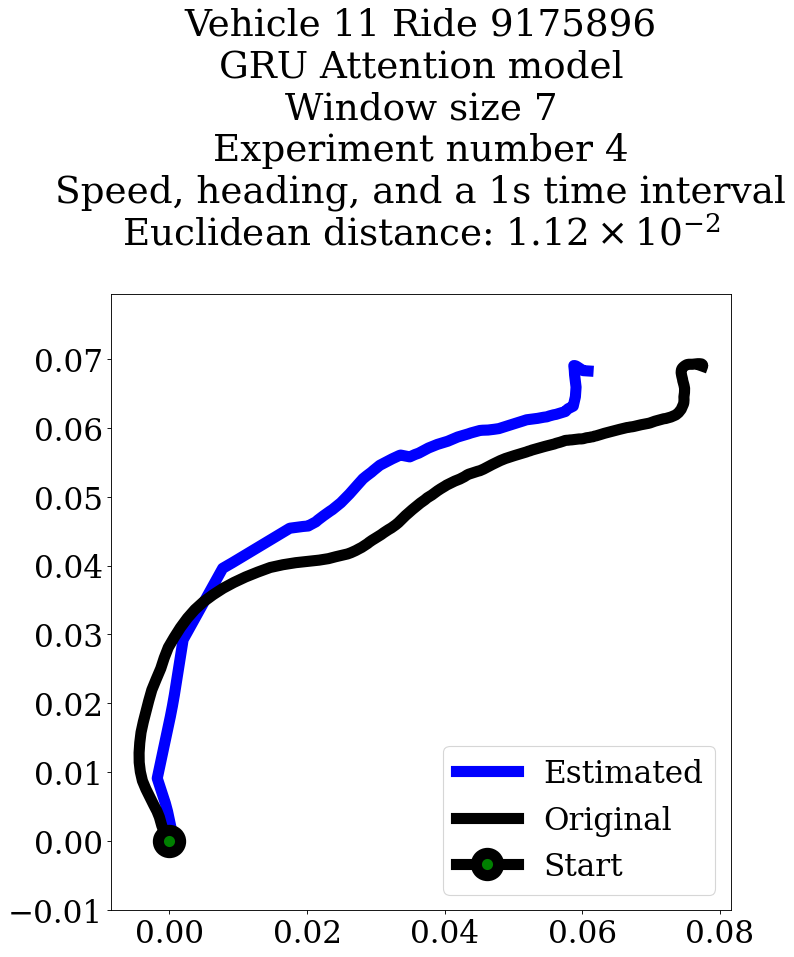 Vehicle 11 Ride 9175896
GRU Attention model
Window size 7
Experiment number 4
Speed, heading, and a 1s time interval
Euclidean distance: 1.12 × 10⁻²
0.07
0.06
0.05
0.04
0.03
0.02
0.01
0.00
−0.01
Estimated
Original
Start
0.00 0.02 0.04 0.06 0.08